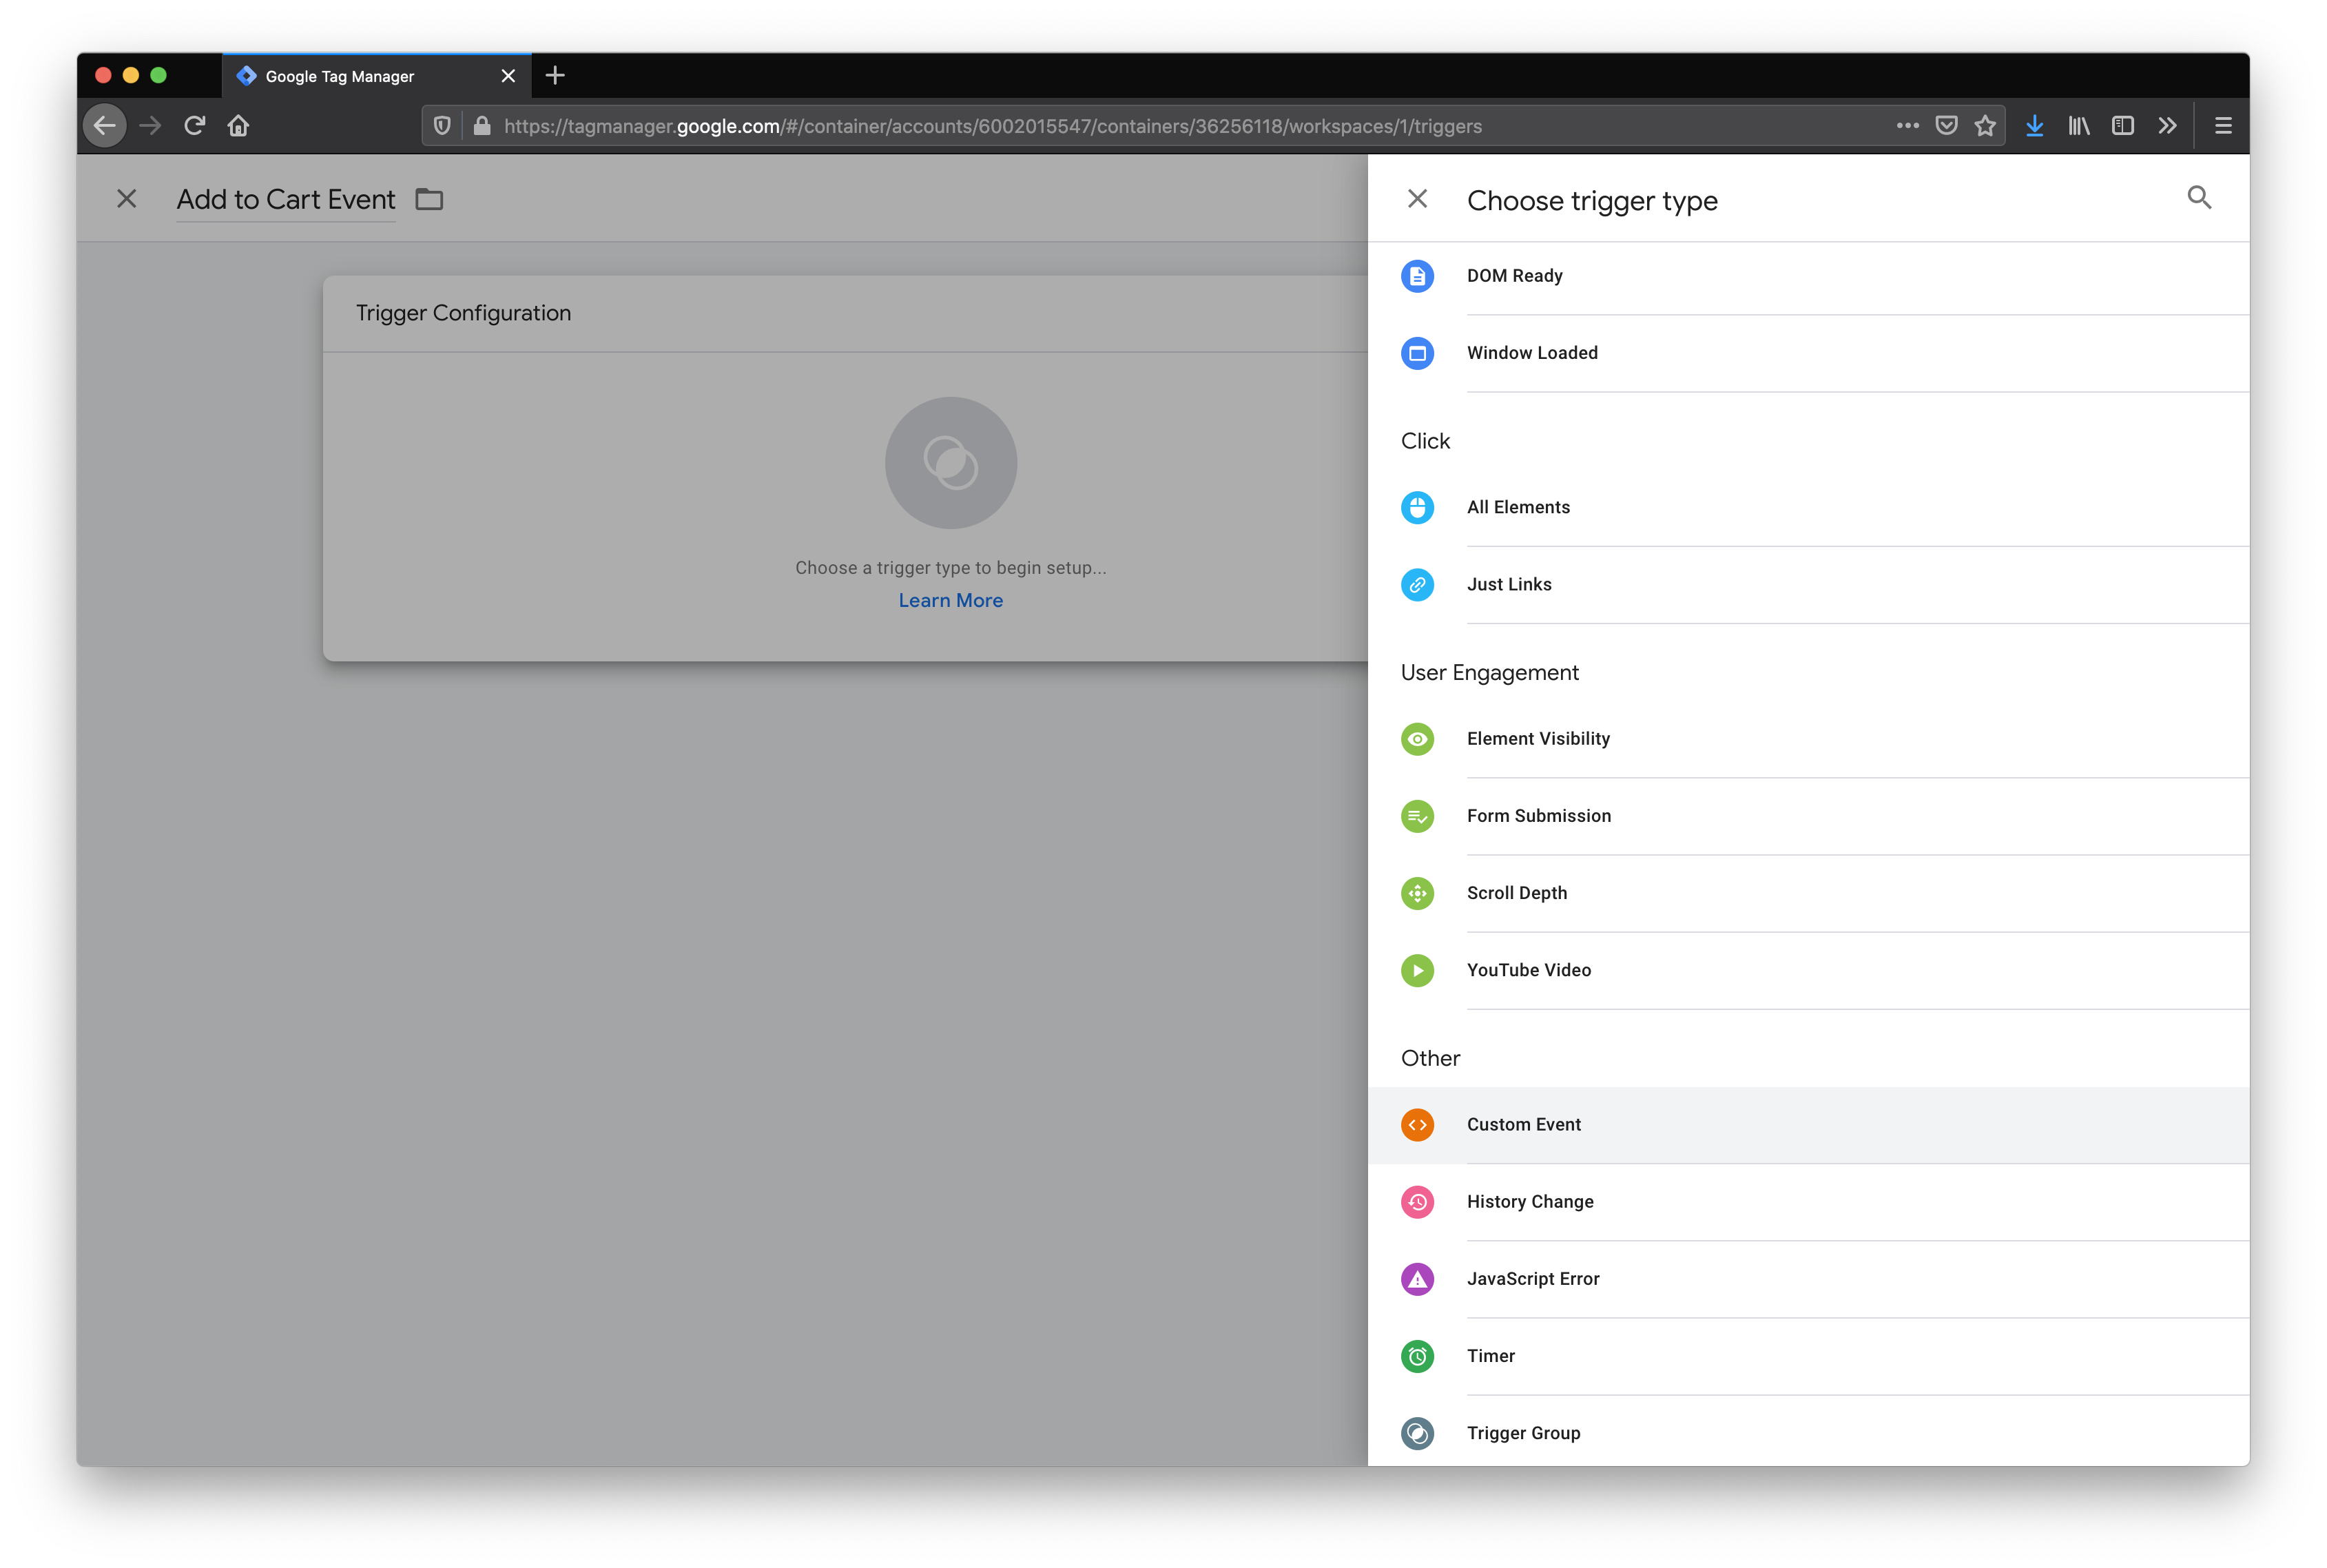 Google Tag Manager
https://tagmanager.google.com/#/container/accounts/6002015547/containers/36256118/workspaces/1/triggers
Add to Cart Event
Trigger Configuration
Choose a trigger type to begin setup...
Learn More
Choose trigger type
DOM Ready
Window Loaded
Click
All Elements
Just Links
User Engagement
Element Visibility
Form Submission
Scroll Depth
YouTube Video
Other
Custom Event
History Change
JavaScript Error
Timer
Trigger Group